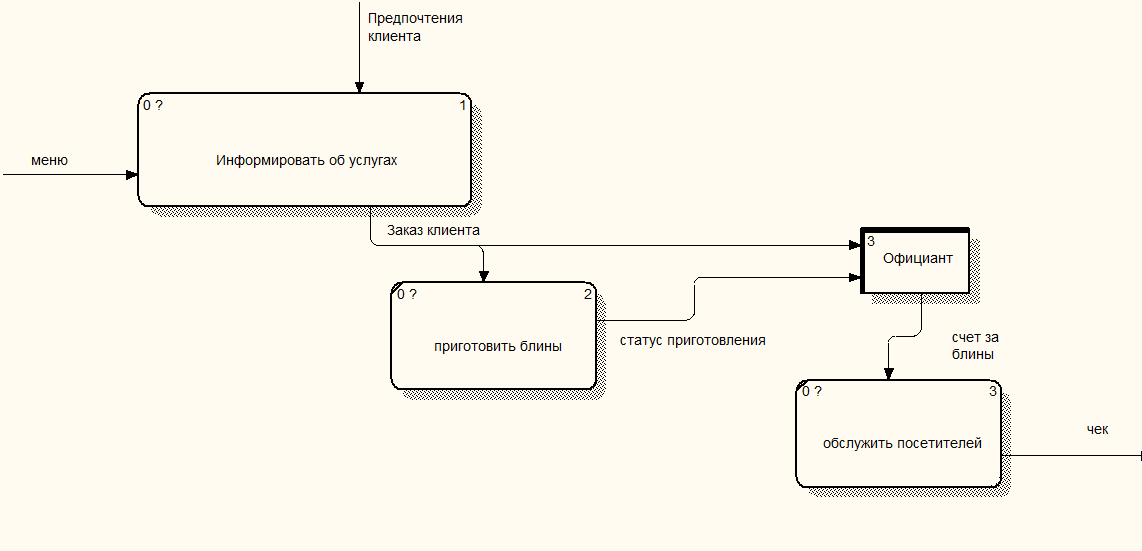 Предпочтения
клиента
0 ? 1
меню
Информировать об услугах
Заказ клиента
3
Официант
0 ? 2
приготовить блины
статус приготовления
счет за
блины
0 ? 3
обслужить посетителей
чек